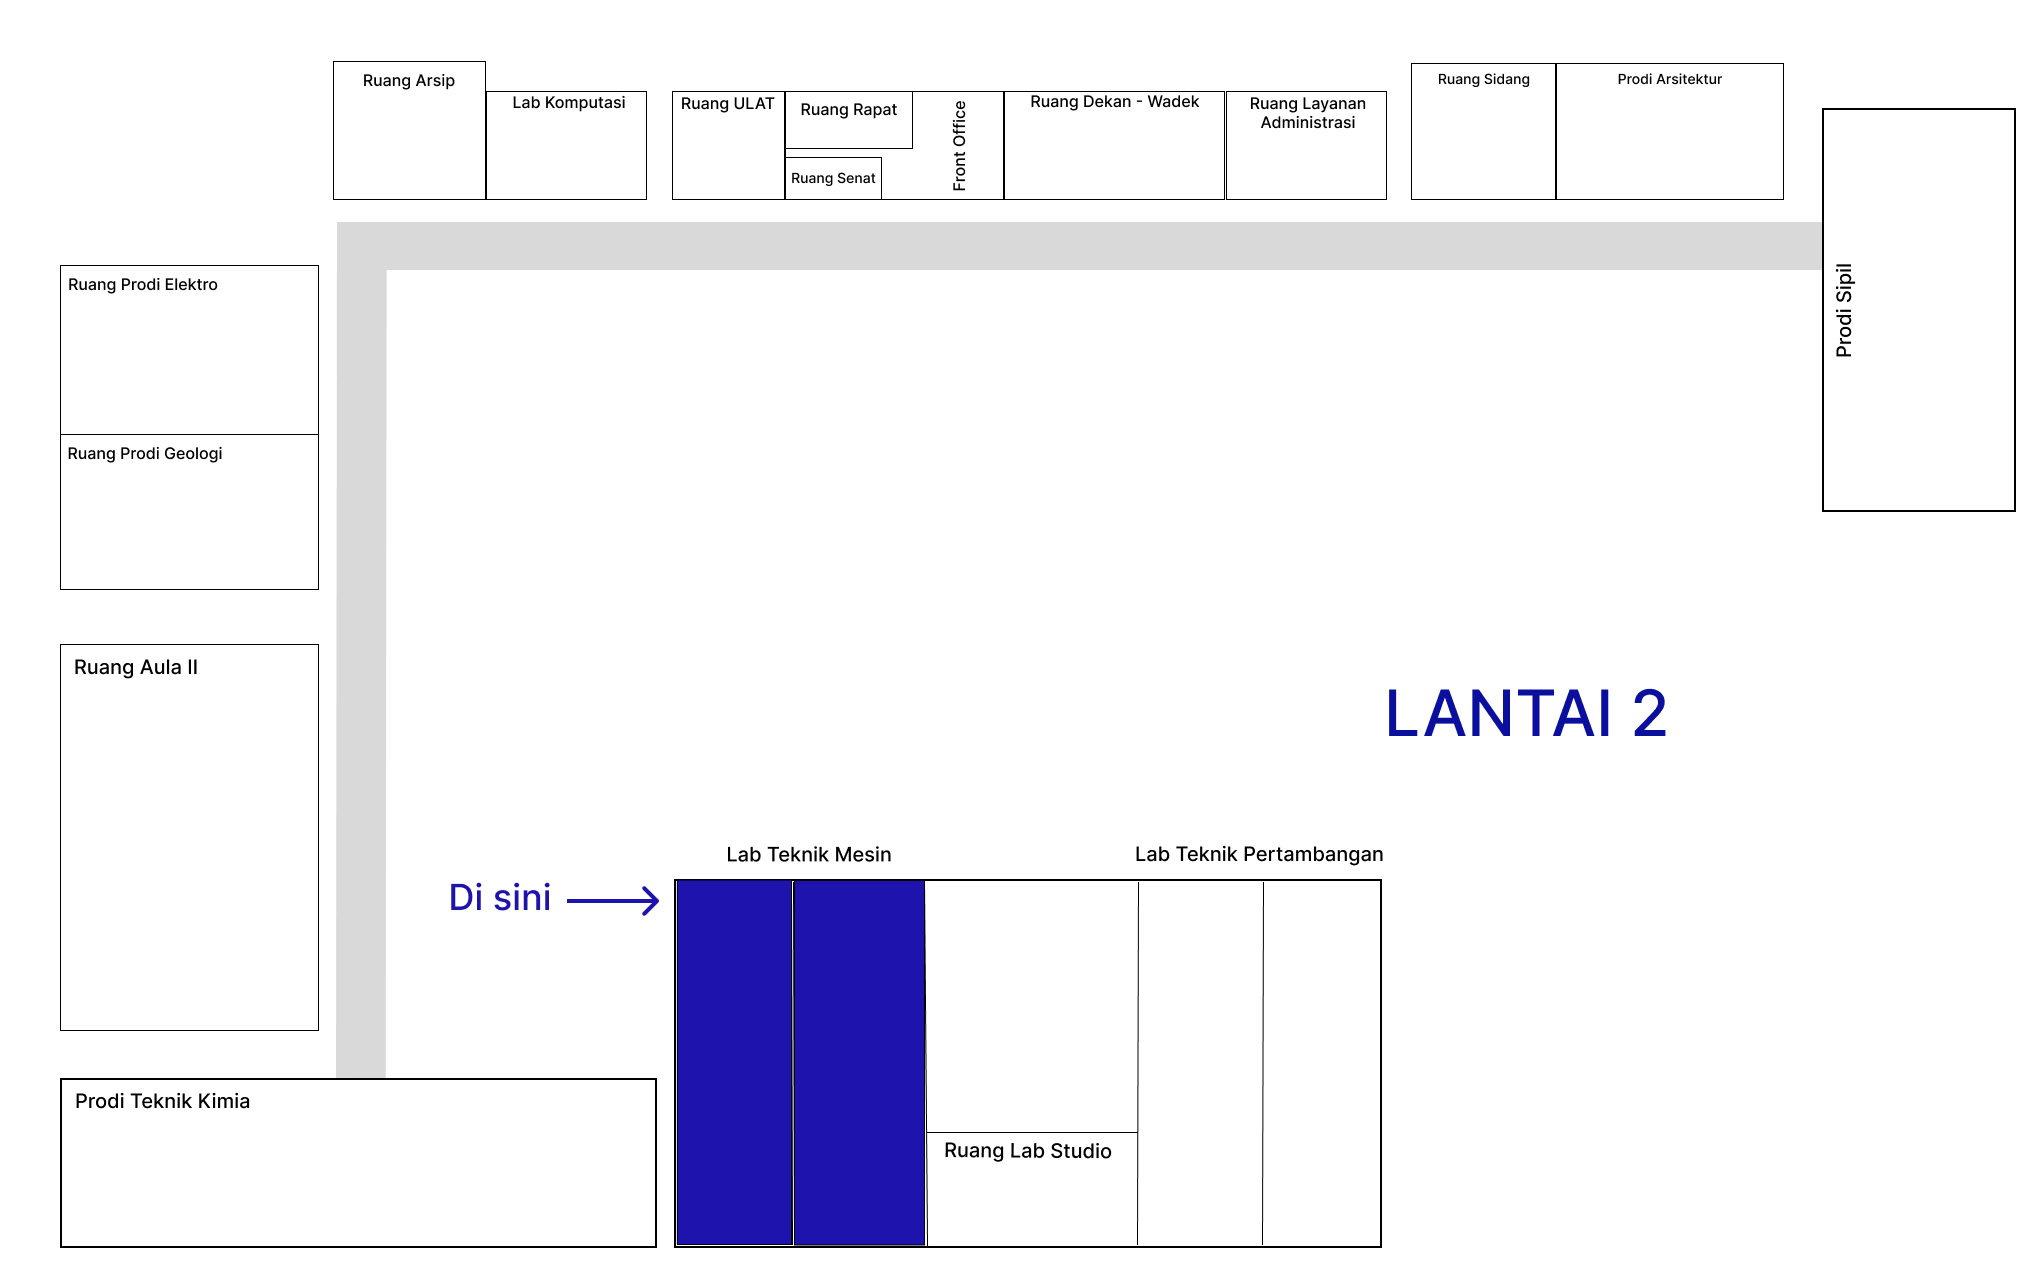 Ruang Arsip
Lab Komputasi
Ruang ULAT
Ruang Rapat
Ruang Senat
Front Office
Ruang Dekan - Wadek
Ruang Layanan
Administrasi
Ruang Sidang
Prodi Arsitektur
Prodi Sipil
Ruang Prodi Elektro
Ruang Prodi Geologi
Ruang Aula II
LANTAI 2
Lab Teknik Mesin
Lab Teknik Pertambangan
Di sini
Prodi Teknik Kimia
Ruang Lab Studio